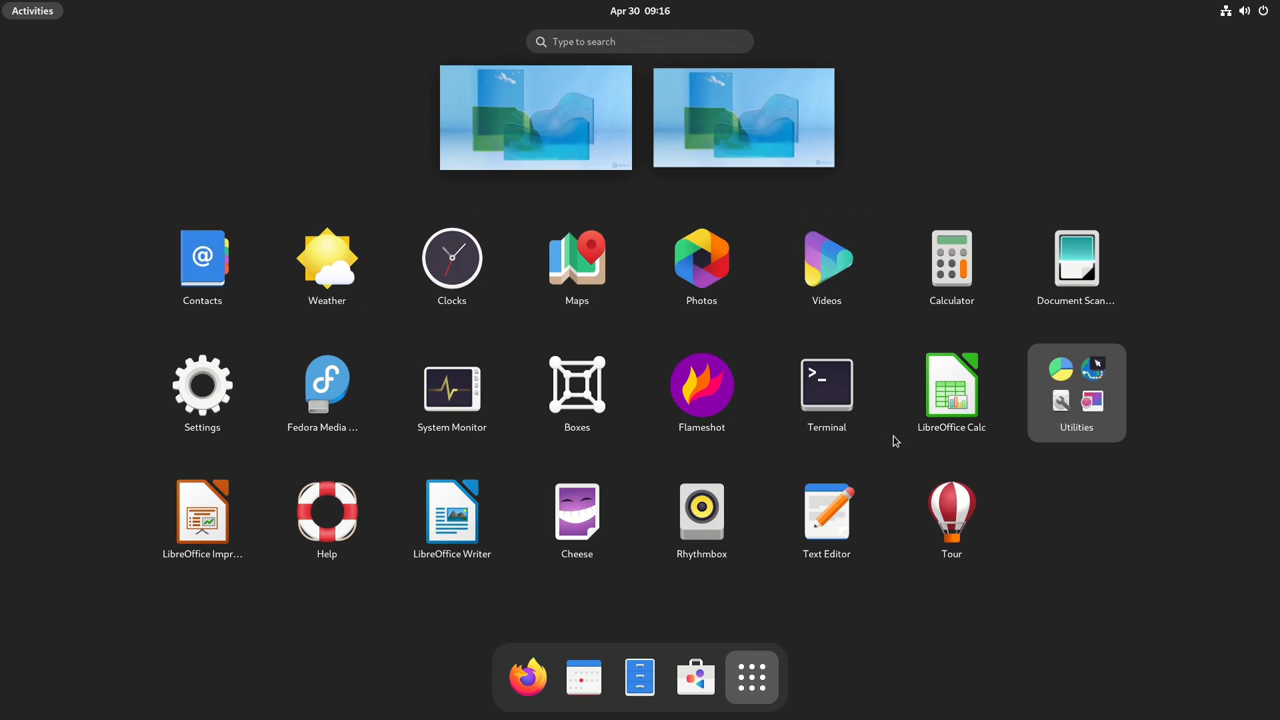 Activities
Apr 30 09:16
Type to search
Contacts
Weather
Clocks
Maps
Photos
Videos
Calculator
Document Scan...
Settings
Fedora Media ...
System Monitor
Boxes
Flameshot
Terminal
LibreOffice Calc
Utilities
LibreOffice Impr...
Help
LibreOffice Writer
Cheese
Rhythmbox
Text Editor
Tour